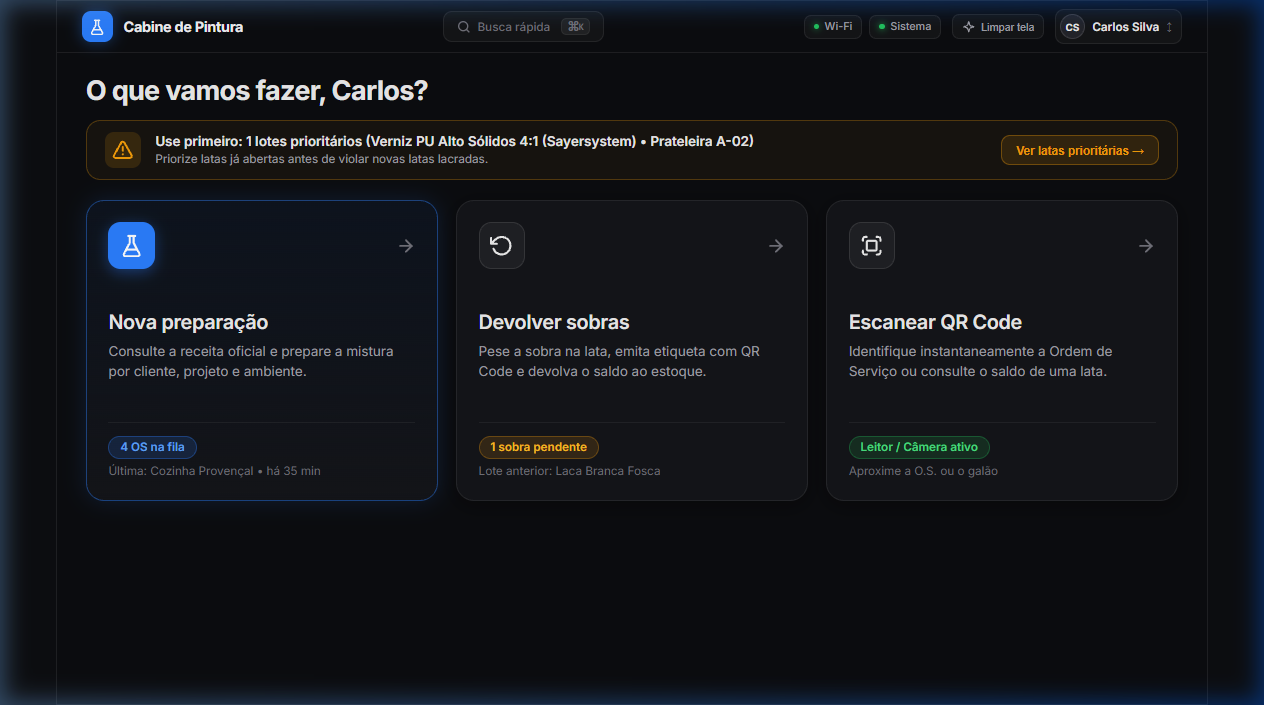 Cabine de Pintura
Busca rápida ⌘K
Wi-Fi
Sistema
Limpar tela
CS Carlos Silva
O que vamos fazer, Carlos?
Use primeiro: 1 lotes prioritários (Verniz PU Alto Sólidos 4:1 (Sayersystem) • Prateleira A-02)
Priorize latas já abertas antes de violar novas latas lacradas.
Ver latas prioritárias →
Nova preparação
Consulte a receita oficial e prepare a mistura
por cliente, projeto e ambiente.
4 OS na fila
Última: Cozinha Provençal • há 35 min
Devolver sobras
Pese a sobra na lata, emita etiqueta com QR
Code e devolva o saldo ao estoque.
1 sobra pendente
Lote anterior: Laca Branca Fosca
Escanear QR Code
Identifique instantaneamente a Ordem de
Serviço ou consulte o saldo de uma lata.
Leitor / Câmera ativo
Aproxime a O.S. ou o galão